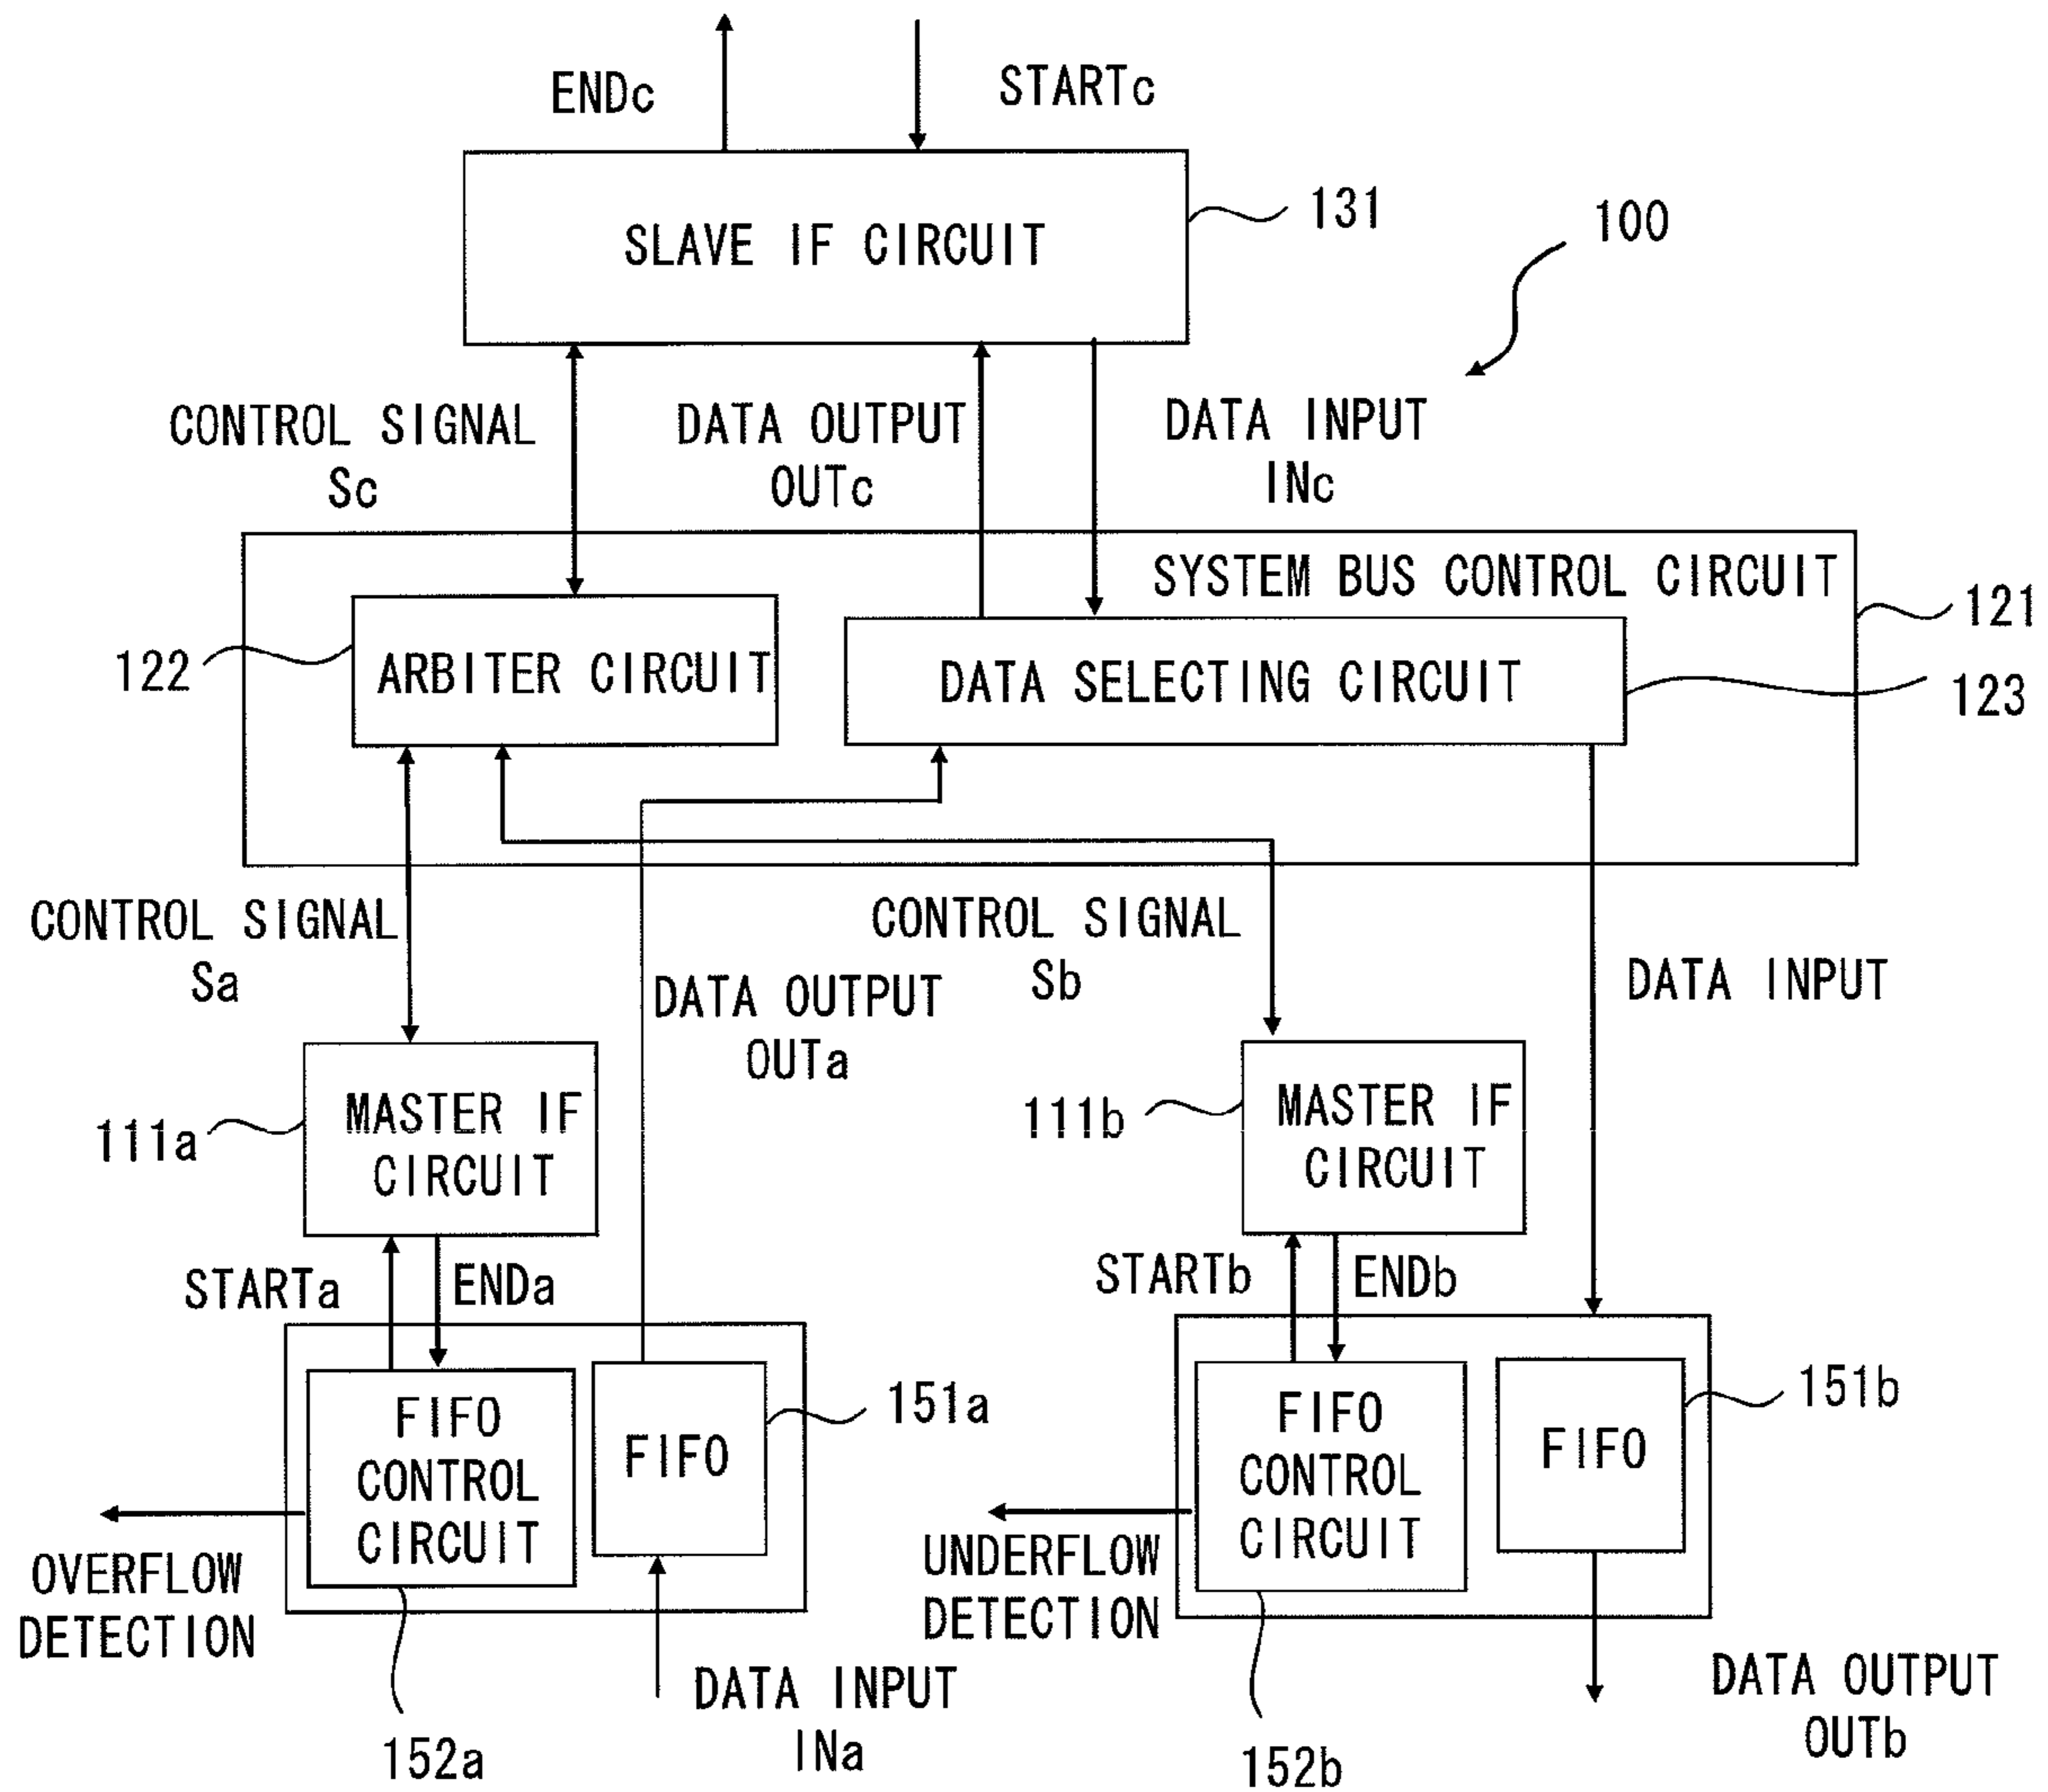 ENDc
STARTc
SLAVE IF CIRCUIT
131
100
CONTROL SIGNAL
Sc
DATA OUTPUT
OUTc
DATA INPUT
INc
SYSTEM BUS CONTROL CIRCUIT
121
122
ARBITER CIRCUIT
DATA SELECTING CIRCUIT
123
CONTROL SIGNAL
Sa
DATA OUTPUT
OUTa
CONTROL SIGNAL
Sb
DATA INPUT
111a
MASTER IF
CIRCUIT
111b
MASTER IF
CIRCUIT
STARTa
ENDa
STARTb
ENDb
FIFO
CONTROL
CIRCUIT
FIFO
151a
FIFO
CONTROL
CIRCUIT
FIFO
151b
OVERFLOW
DETECTION
UNDERFLOW
DETECTION
152a
DATA INPUT
INa
152b
DATA OUTPUT
OUTb